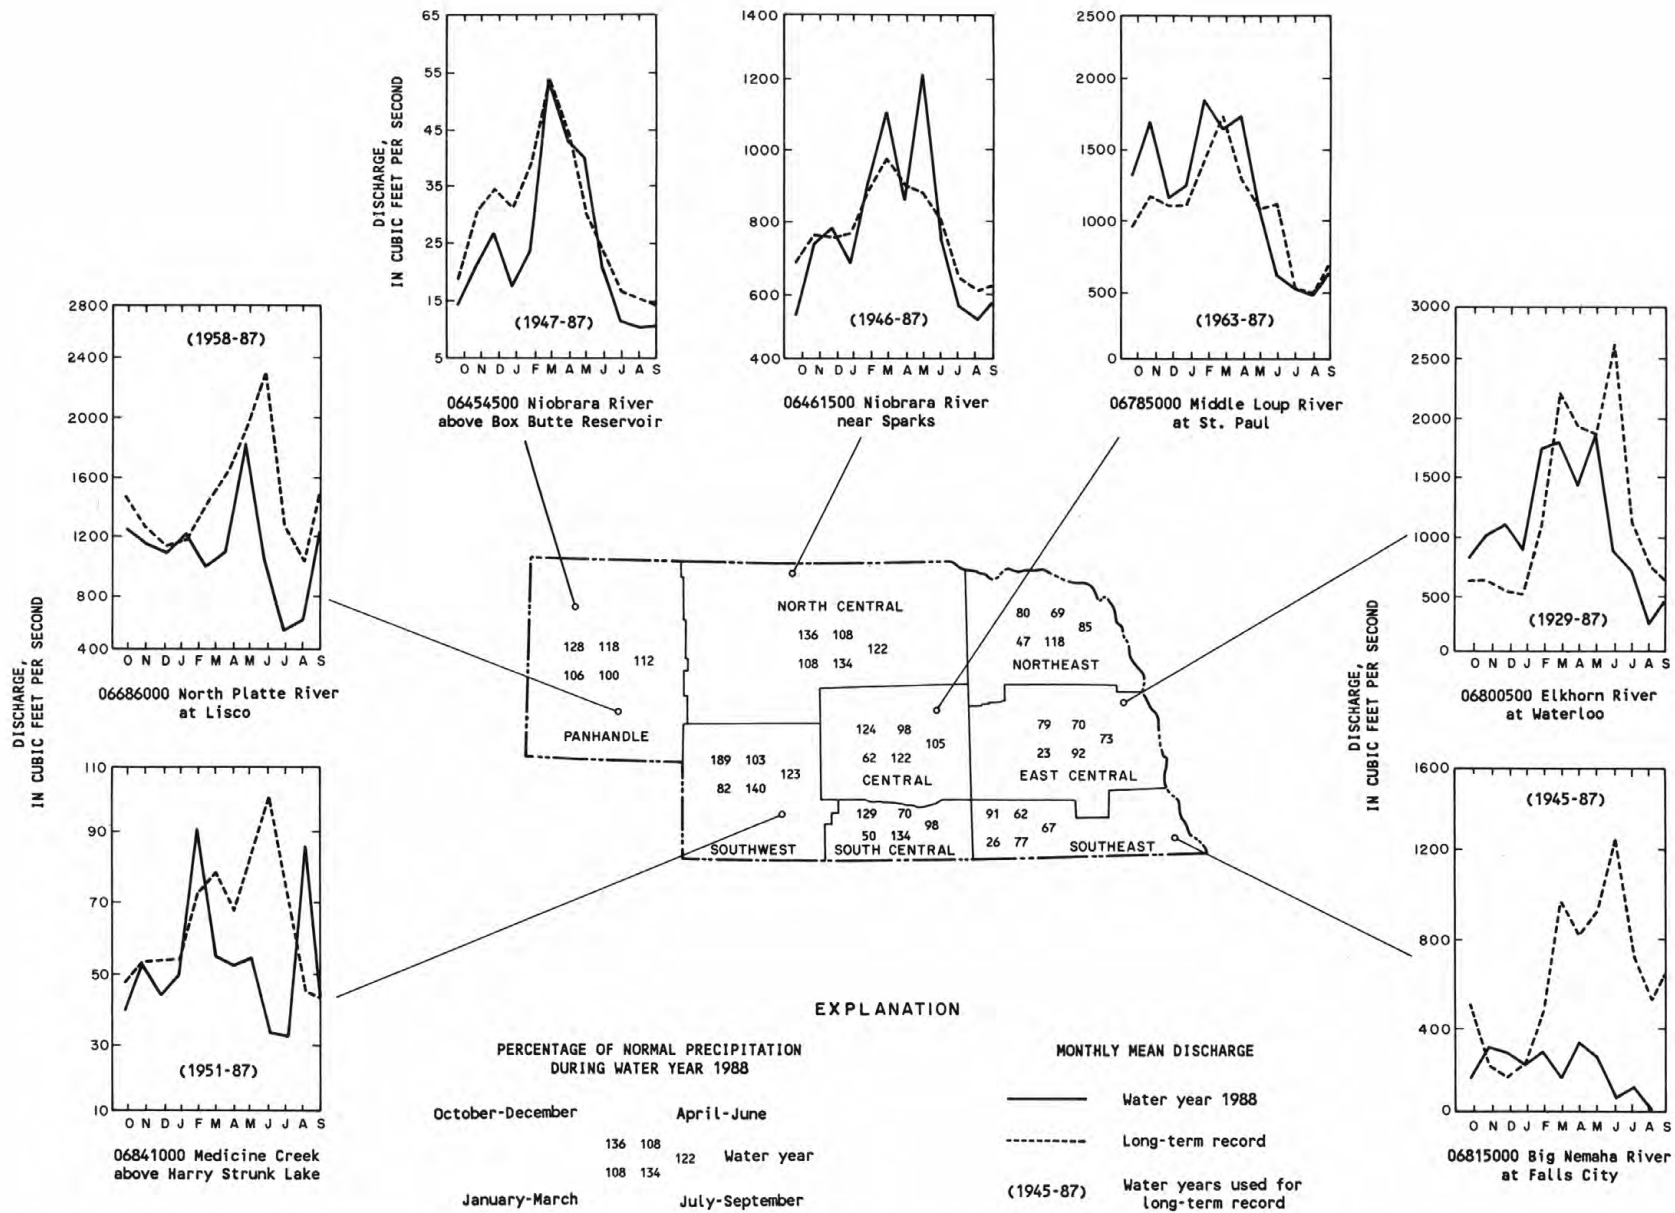 65
55
45
35
25
15
5
DISCHARGE,
IN CUBIC FEET PER SECOND
(1947-87)
O N D J F M A M J J A S
06454500 Niobrara River
above Box Butte Reservoir
1400
1200
1000
800
600
400
(1946-87)
O N D J F M A M J J A S
06461500 Niobrara River
near Sparks
2500
2000
1500
1000
500
0
(1963-87)
O N D J F M A M J J A S
06785000 Middle Loup River
at St. Paul
2800
2400
2000
1600
1200
800
400
(1958-87)
O N D J F M A M J J A S
06686000 North Platte River
at Lisco
DISCHARGE,
IN CUBIC FEET PER SECOND
110
90
70
50
30
10
(1951-87)
O N D J F M A M J J A S
06841000 Medicine Creek
above Harry Strunk Lake
3000
2500
2000
1500
1000
500
0
(1929-87)
O N D J F M A M J J A S
06800500 Elkhorn River
at Waterloo
DISCHARGE,
IN CUBIC FEET PER SECOND
1600
1200
800
400
0
(1945-87)
O N D J F M A M J J A S
06815000 Big Nemaha River
at Falls City
128 118
112
106 100
PANHANDLE
NORTH CENTRAL
136 108
122
108 134
80 69
85
47 118
NORTHEAST
124 98
105
62 122
CENTRAL
79 70
73
23 92
EAST CENTRAL
189 103
123
82 140
SOUTHWEST
129 70
98
50 134
SOUTH CENTRAL
91 62
67
26 77
SOUTHEAST
EXPLANATION
PERCENTAGE OF NORMAL PRECIPITATION
DURING WATER YEAR 1988
October-December April-June
136 108
122 Water year
108 134
January-March July-September
MONTHLY MEAN DISCHARGE
Water year 1988
Long-term record
(1945-87) Water years used for
long-term record